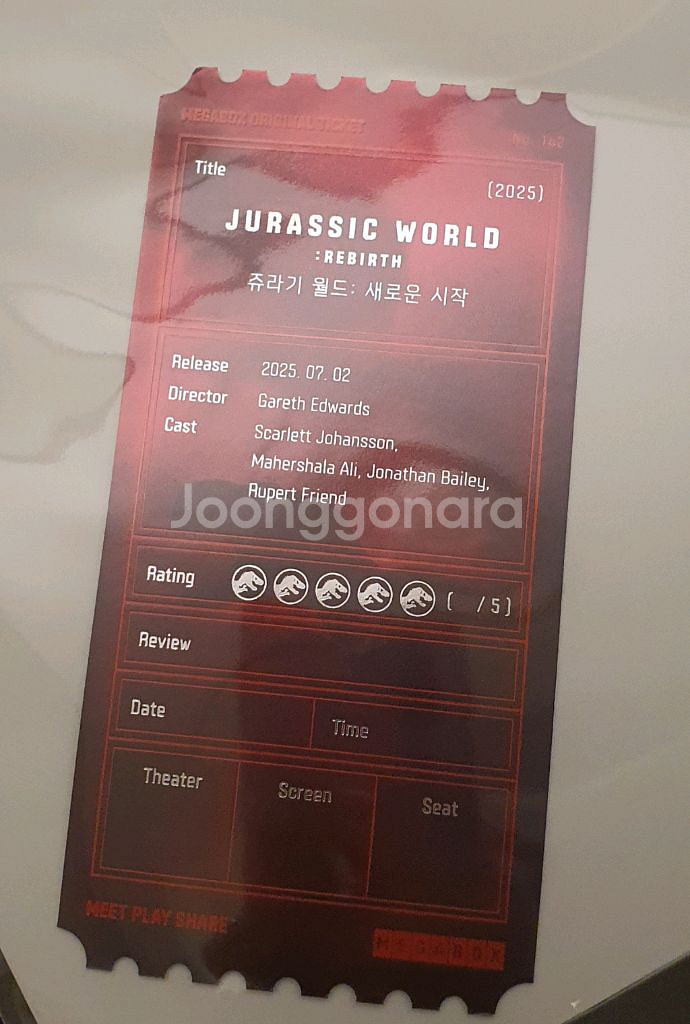 MEGABOX ORIGINAL TICKET
No. 142
Title
(2025)
JURASSIC WORLD
:REBIRTH
쥬라기 월드: 새로운 시작
Release 2025. 07. 02
Director Gareth Edwards
Cast Scarlett Johansson,
Mahershala Ali, Jonathan Bailey,
Rupert Friend
Joonggonara
Rating ( /5)
Review
Date Time
Theater Screen Seat
MEET PLAY SHARE
MEGABOX